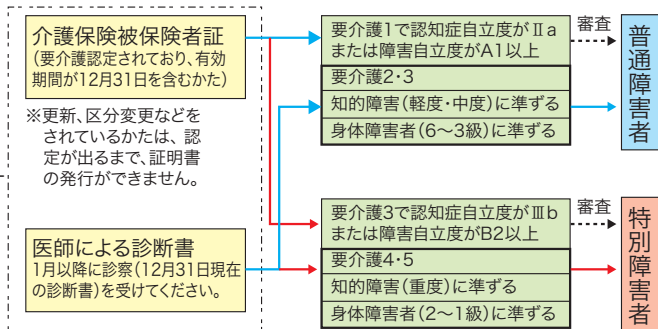 介護保険被保険者証
(要介護認定されており、有効
期間が12月31日を含むかた)
※更新、区分変更などを
されているかたは、認
定が出るまで、証明書
の発行ができません。
医師による診断書
1月以降に診察(12月31日現在
の診断書)を受けてください。
要介護1で認知症自立度がⅡa
または障害自立度がA1以上
要介護2・3
知的障害(軽度・中度)に準ずる
身体障害者(6〜3級)に準ずる
審査
普通障害者
要介護3で認知症自立度がⅢb
または障害自立度がB2以上
要介護4・5
知的障害(重度)に準ずる
身体障害者(2〜1級)に準ずる
審査
特別障害者